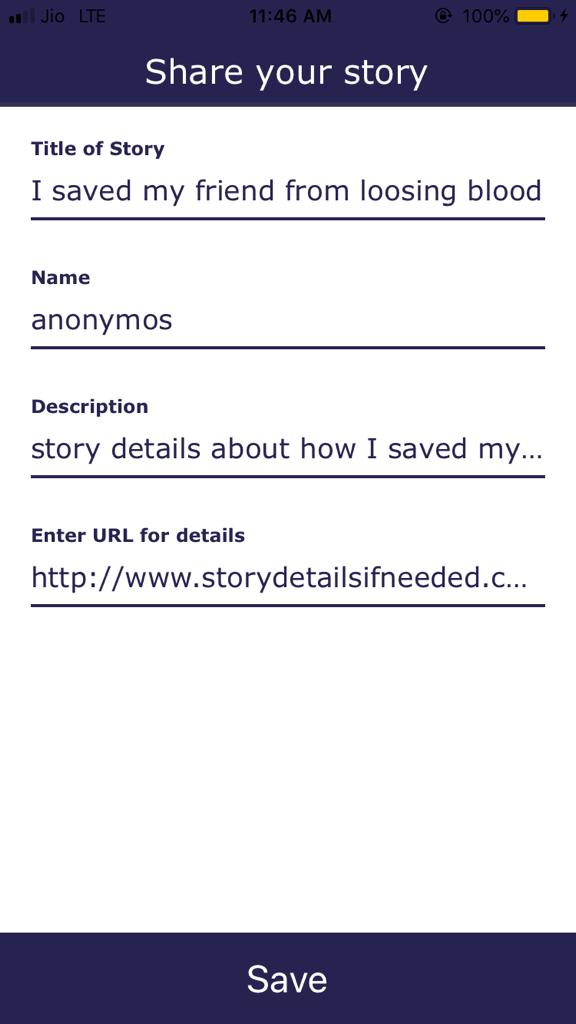 Jio LTE 11:46 AM 100%
Share your story
Title of Story
I saved my friend from loosing blood
Name
anonymos
Description
story details about how I saved my...
Enter URL for details
http://www.storydetailsifneeded.c...
Save